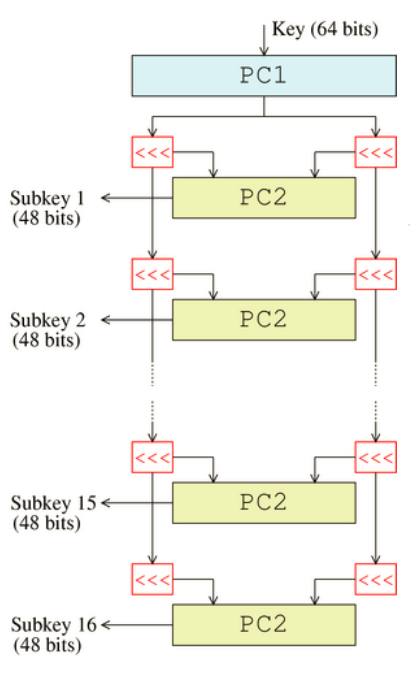 Key (64 bits)
PC1
<<< <<<
Subkey 1 PC2
(48 bits)
<<< <<<
Subkey 2 PC2
(48 bits)
<<< <<<
Subkey 15 PC2
(48 bits)
<<< <<<
Subkey 16 PC2
(48 bits)